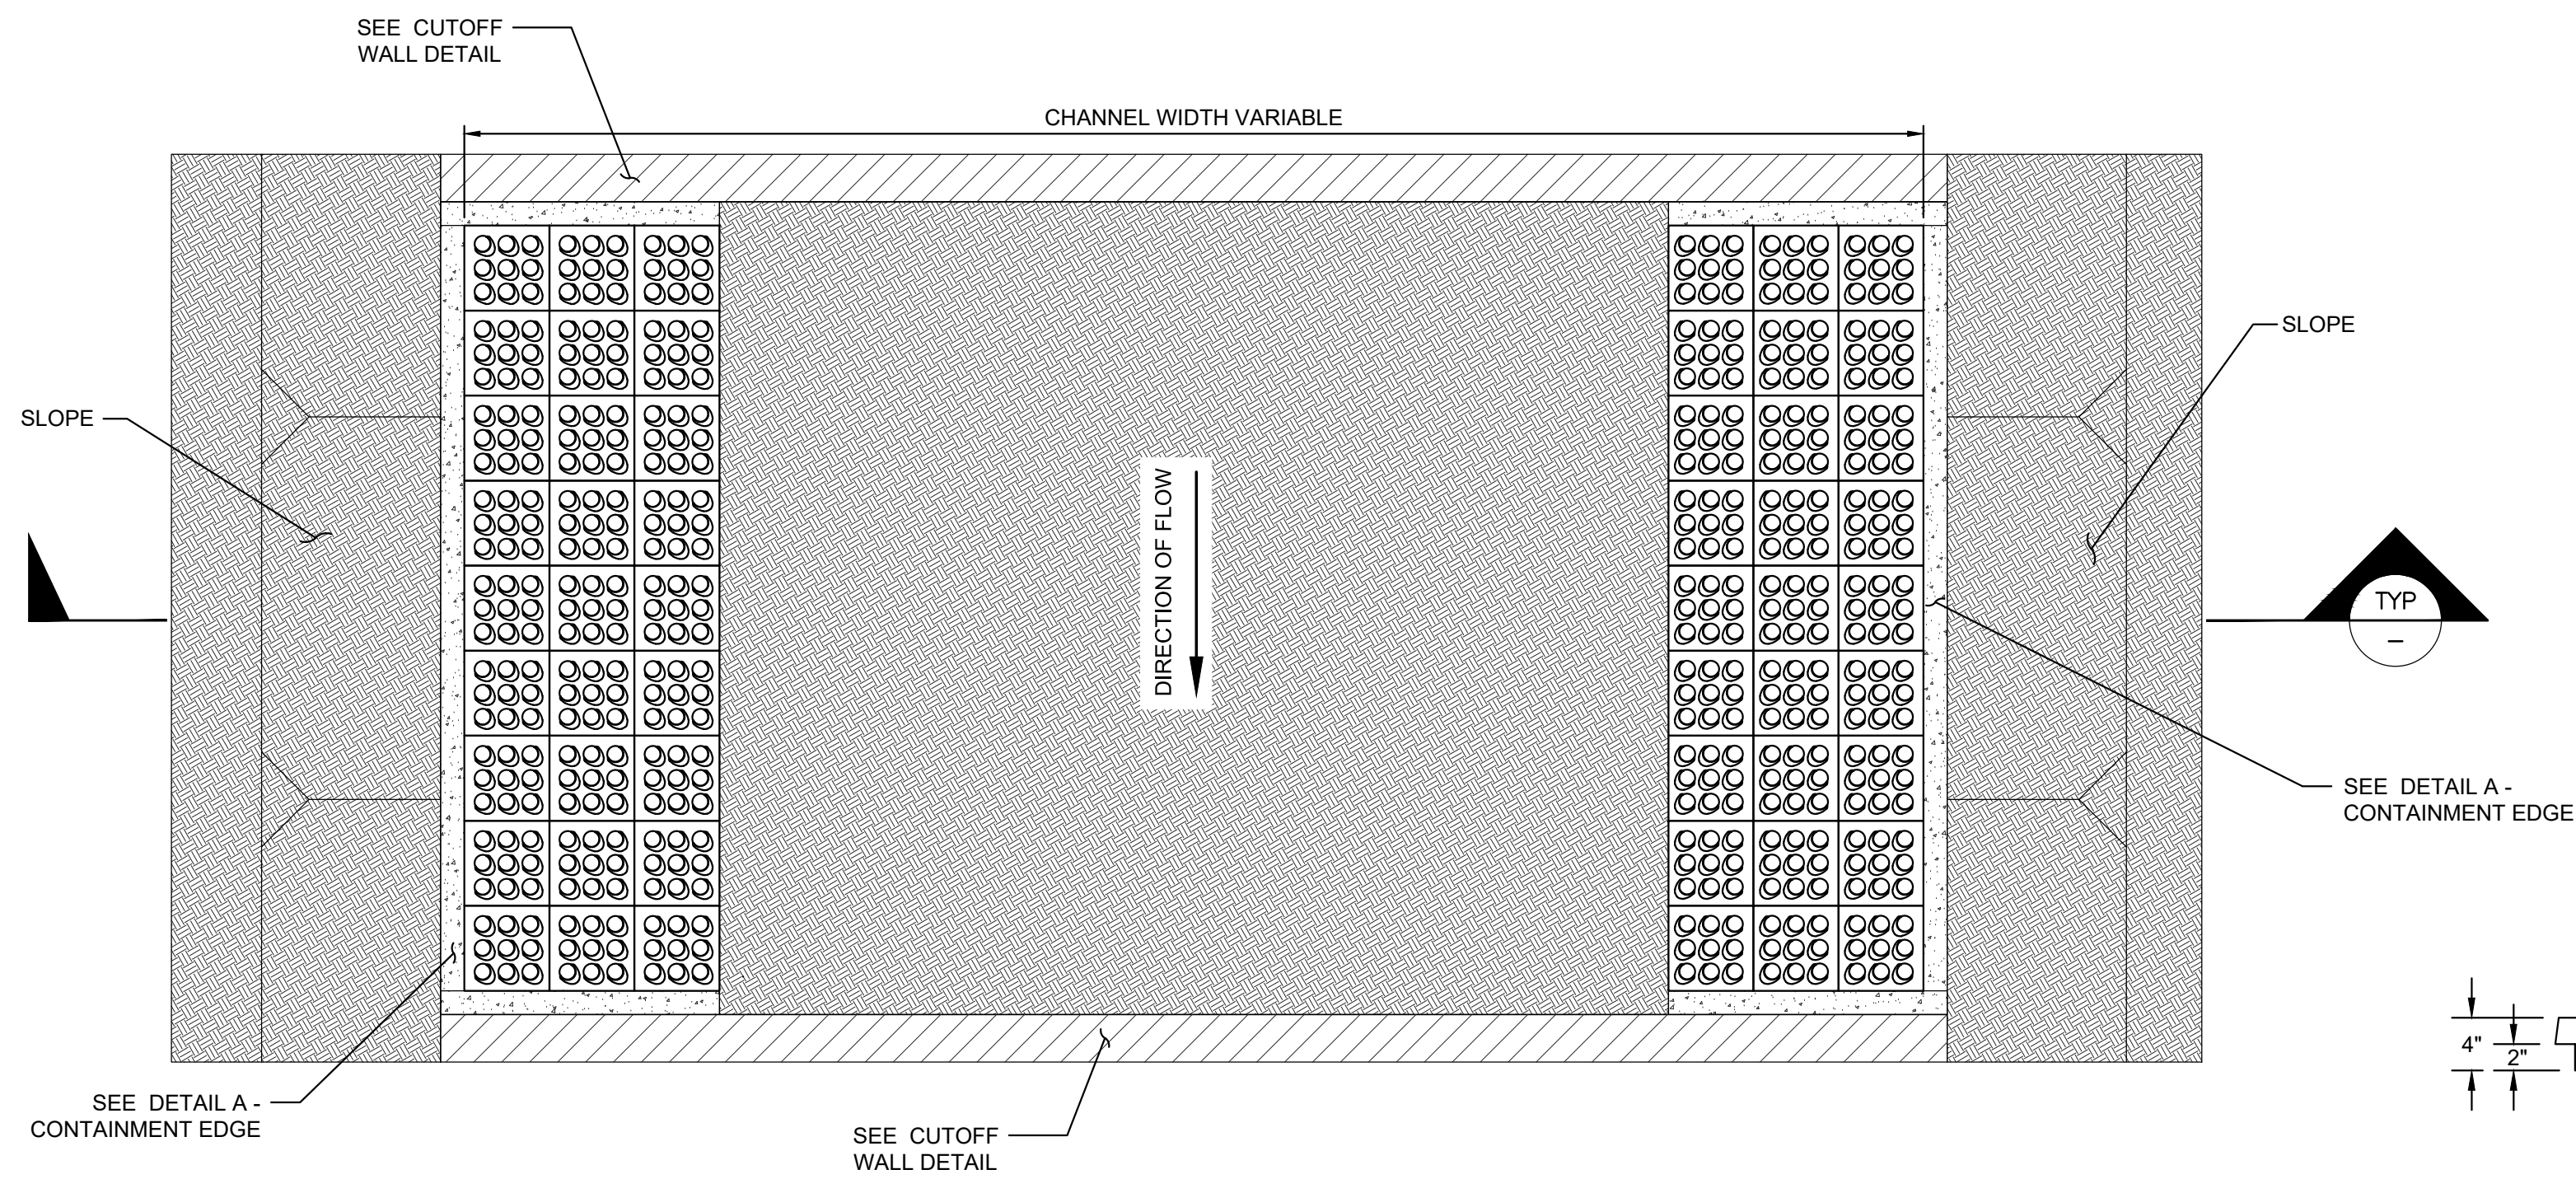 SEE CUTOFF
WALL DETAIL
CHANNEL WIDTH VARIABLE
SLOPE
SLOPE
DIRECTION OF FLOW
TYP
–
SEE DETAIL A -
CONTAINMENT EDGE
4"
2"
SEE DETAIL A -
CONTAINMENT EDGE
SEE CUTOFF
WALL DETAIL